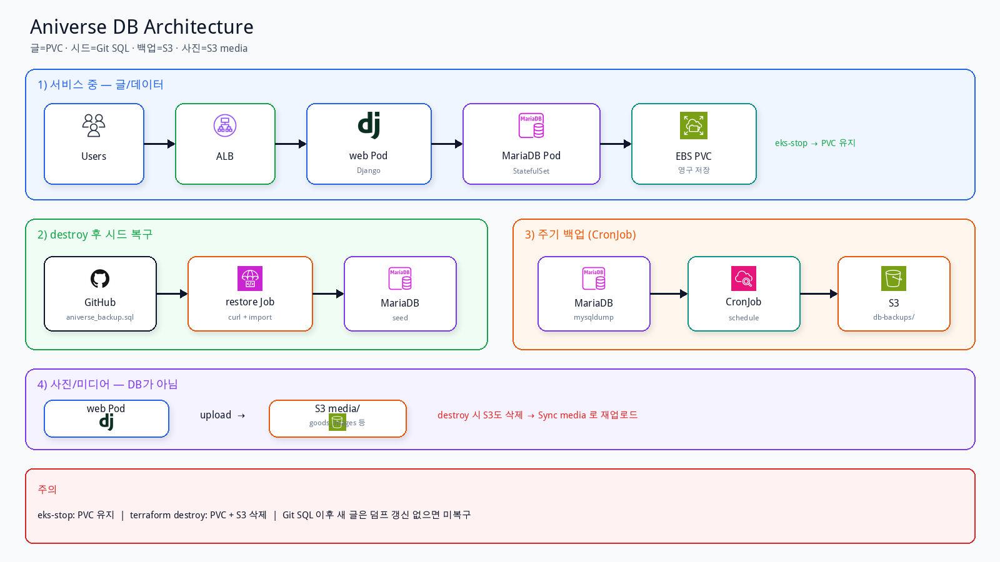 Aniverse DB Architecture
글=PVC · 시드=Git SQL · 백업=S3 · 사진=S3 media
1) 서비스 중 — 글/데이터
Users
ALB
dj
web Pod
Django
MariaDB
MariaDB Pod
StatefulSet
EBS PVC
영구 저장
eks-stop → PVC 유지
2) destroy 후 시드 복구
GitHub
aniverse_backup.sql
restore Job
curl + import
MariaDB
MariaDB
seed
3) 주기 백업 (CronJob)
MariaDB
MariaDB
mysqldump
CronJob
schedule
S3
db-backups/
4) 사진/미디어 — DB가 아님
web Pod
dj
upload →
S3 media/
등
destroy 시 S3도 삭제 → Sync media 로 재업로드
주의
eks-stop: PVC 유지 | terraform destroy: PVC + S3 삭제 | Git SQL 이후 새 글은 덤프 갱신 없으면 미복구